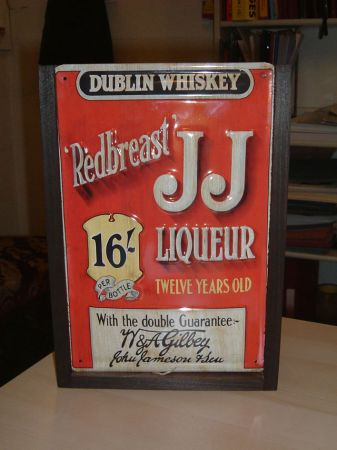 DUBLIN WHISKEY
'Redbreast' JJ
LIQUEUR
16/-
PER BOTTLE
TWELVE YEARS OLD
With the double Guarantee:-
W&A Gilbey
John Jameson & Son